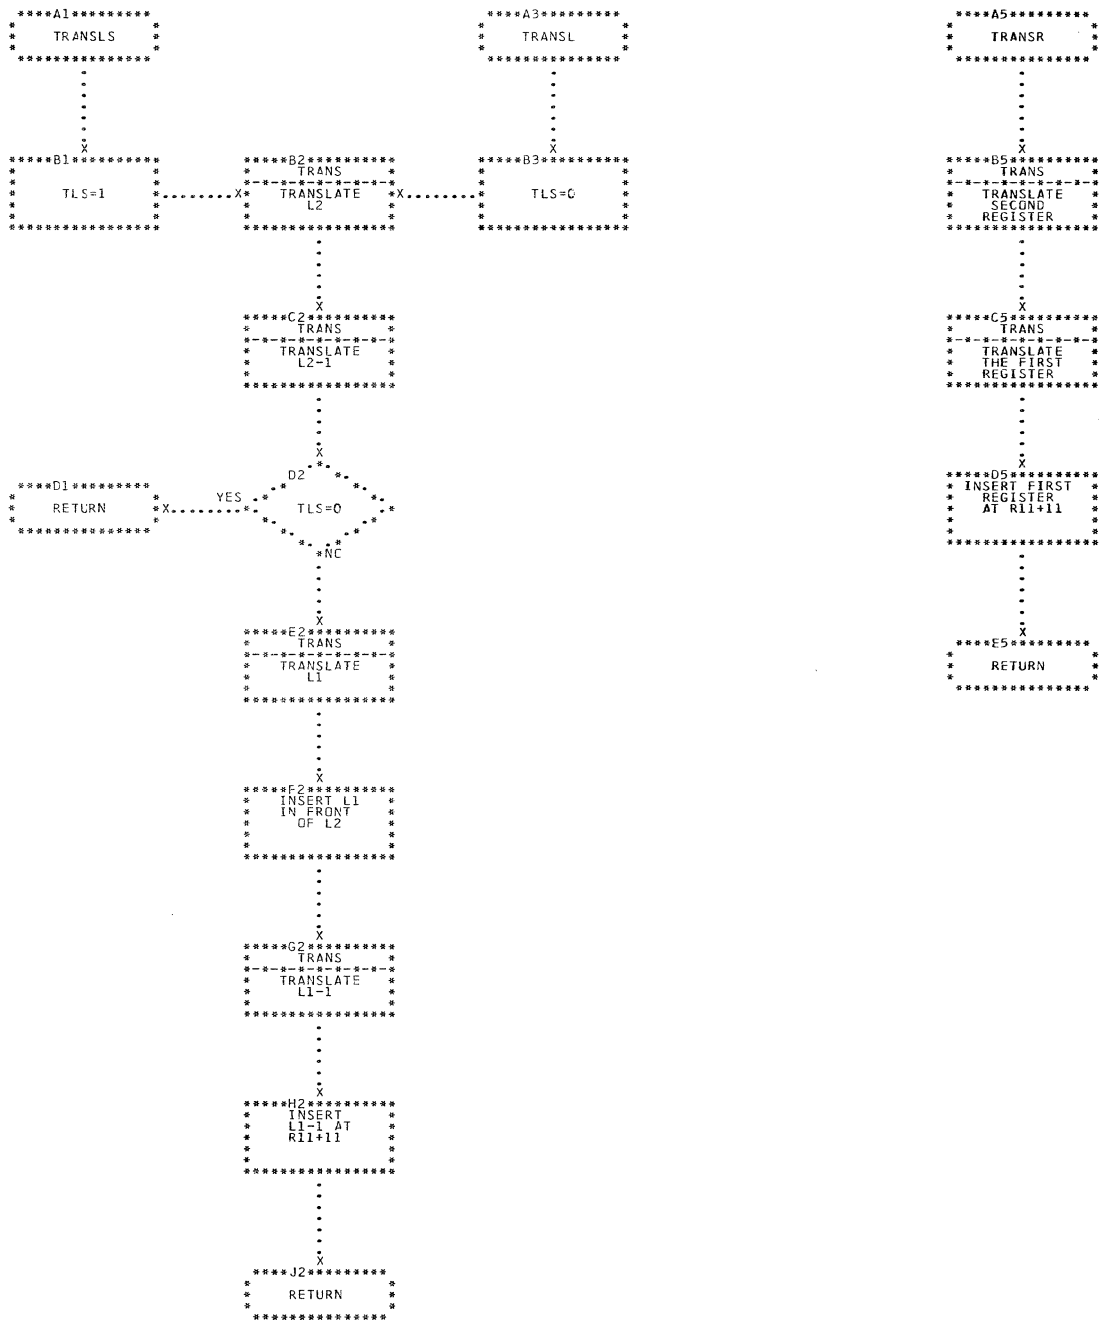 A1
TRANSLS
A3
TRANSL
A5
TRANSR
B1
TLS=1
B2
TRANS
TRANSLATE
L2
B3
TLS=0
B5
TRANS
TRANSLATE
SECOND
REGISTER
C2
TRANS
TRANSLATE
L2-1
C5
TRANS
TRANSLATE
THE FIRST
REGISTER
D1
RETURN
YES
D2
TLS=0
NO
D5
INSERT FIRST
REGISTER
AT R11+11
E2
TRANS
TRANSLATE
L1
E5
RETURN
F2
INSERT L1
IN FRONT
OF L2
G2
TRANS
TRANSLATE
L1-1
H2
INSERT
L1-1 AT
R11+11
J2
RETURN